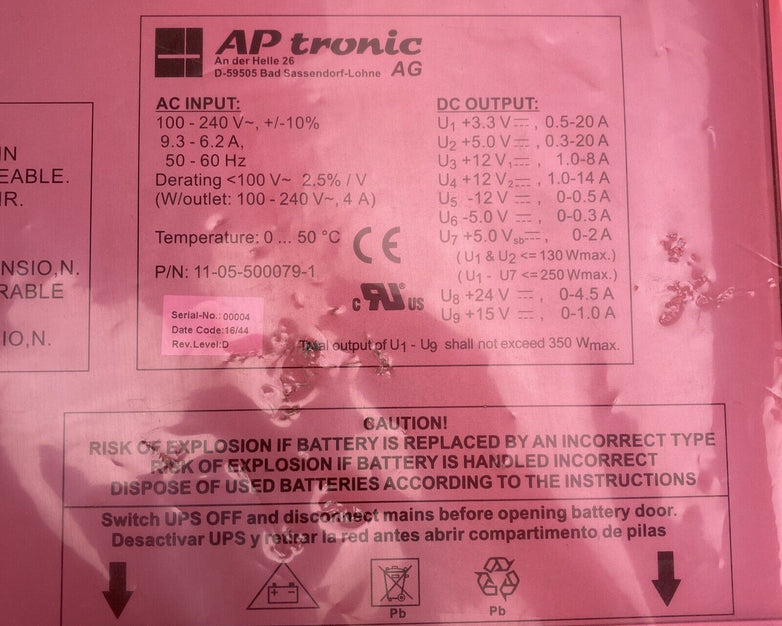 AP tronic AG
An der Helle 26
D-59505 Bad Sassendorf-Lohne
AC INPUT:
100 - 240 V~, +/-10%
9.3 - 6.2 A,
50 - 60 Hz
Derating <100 V~ 2.5% / V
(W/outlet: 100 - 240 V~, 4 A)
Temperature: 0 ... 50 °C
CE
P/N: 11-05-500079-1
c RU US
Serial-No.: 00004
Date Code:16/44
Rev.Level:D
DC OUTPUT:
U1 +3.3 V⎓, 0.5-20 A
U2 +5.0 V⎓, 0.3-20 A
U3 +12 V1⎓, 1.0-8 A
U4 +12 V2⎓, 1.0-14 A
U5 -12 V ⎓, 0-0.5 A
U6 -5.0 V ⎓, 0-0.3 A
U7 +5.0 Vsb⎓, 0-2 A
(U1 & U2 <= 130 Wmax.)
(U1 - U7 <= 250 Wmax.)
U8 +24 V ⎓, 0-4.5 A
U9 +15 V ⎓, 0-1.0 A
Total output of U1 - U9 shall not exceed 350 Wmax.
IN
EABLE.
IR.
NSIO,N.
RABLE
IO,N.
CAUTION!
RISK OF EXPLOSION IF BATTERY IS REPLACED BY AN INCORRECT TYPE
RISK OF EXPLOSION IF BATTERY IS HANDLED INCORRECT
DISPOSE OF USED BATTERIES ACCORDING TO THE INSTRUCTIONS
Switch UPS OFF and disconnect mains before opening battery door.
Desactivar UPS y retirar la red antes abrir compartimento de pilas
Pb
Pb